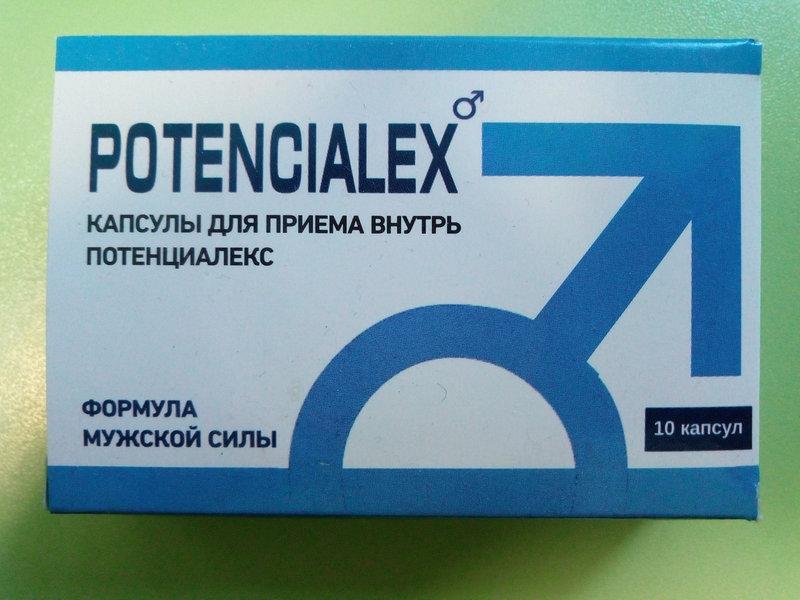 POTENCIALEX
КАПСУЛЫ ДЛЯ ПРИЕМА ВНУТРЬ
ПОТЕНЦИАЛЕКС
ФОРМУЛА
МУЖСКОЙ СИЛЫ
10 капсул